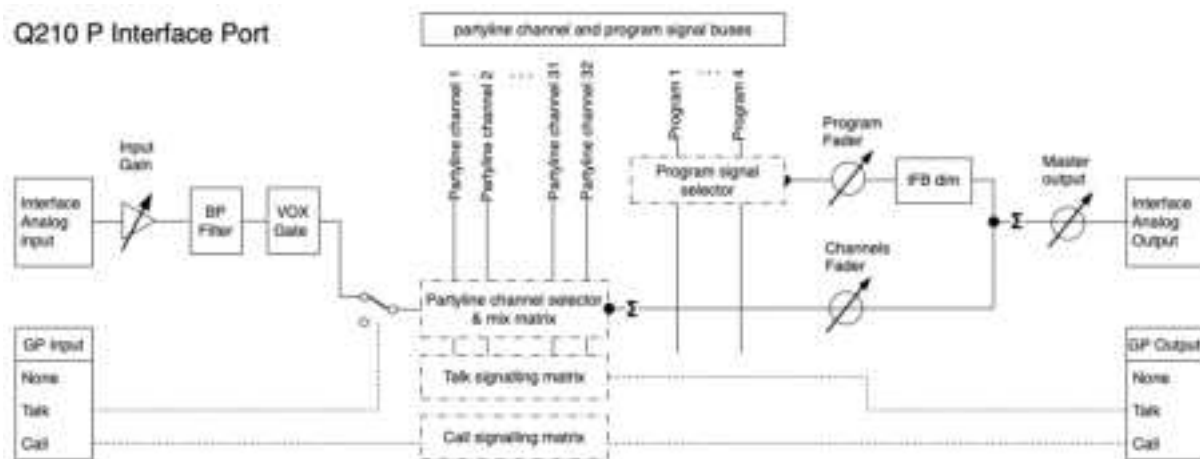 Q210 P Interface Port
partyline channel and program signal buses
Partyline channel 1
Partyline channel 2
Partyline channel 31
Partyline channel 32
Program 1
Program 4
Input
Gain
Interface
Analog
Input
BP
Filter
VOX
Gate
Program signal
selector
Program
Fader
IFB dim
Master
output
Σ
Interface
Analog
Output
Channels
Fader
Partyline channel selector
& mix matrix
Σ
GP Input
None
Talk
Call
Talk signalling matrix
Call signalling matrix
GP Output
None
Talk
Call